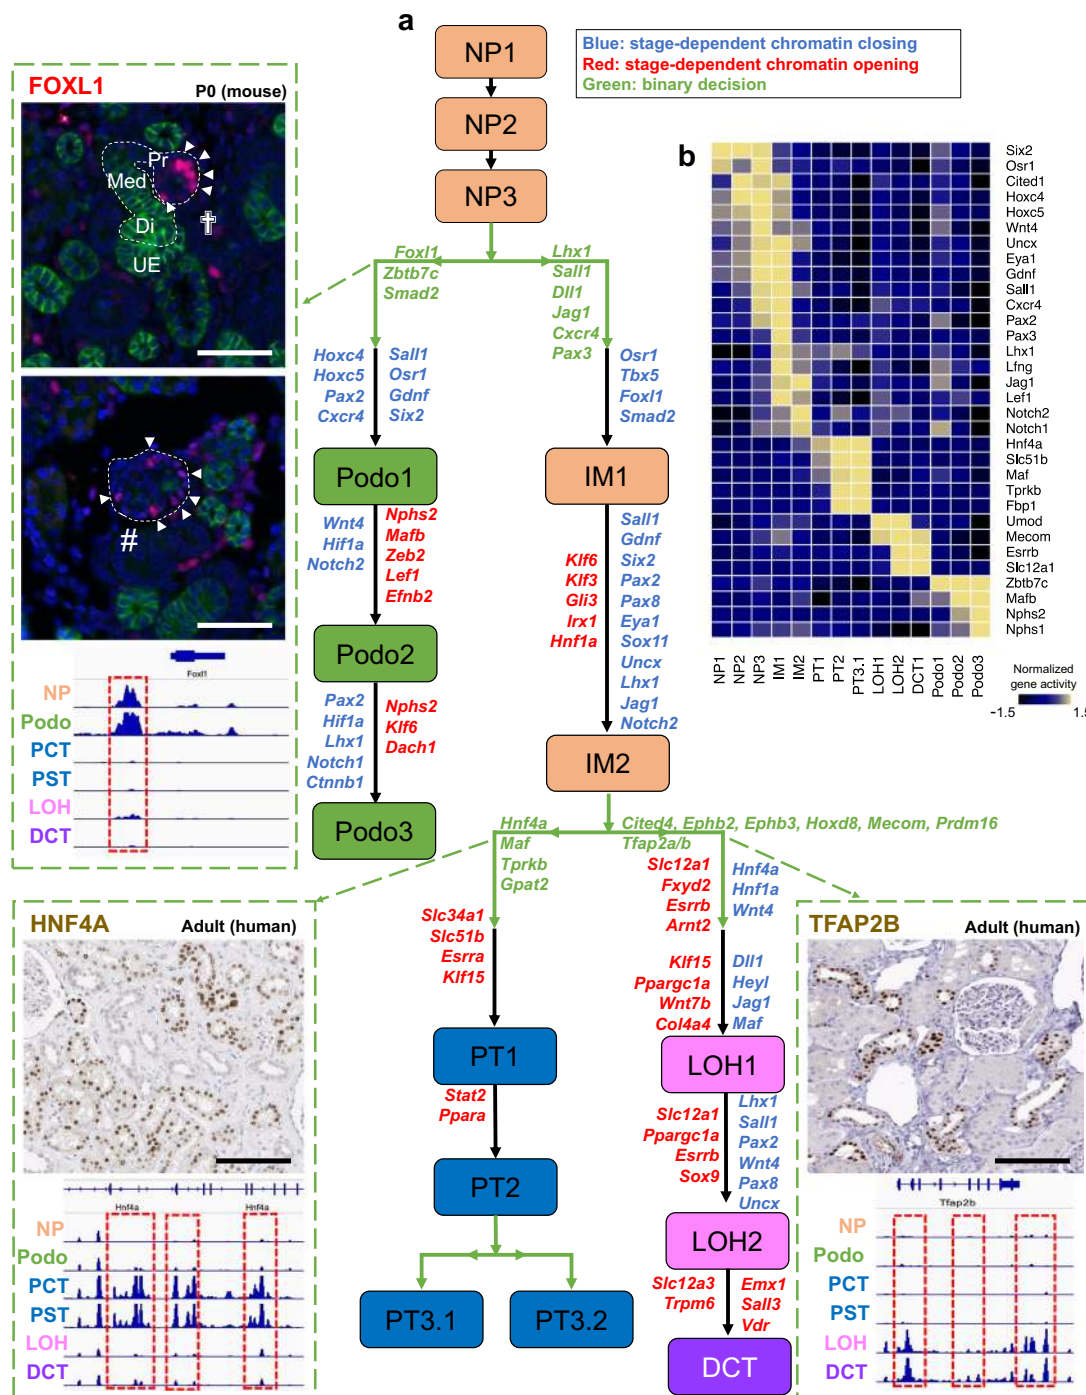 a
NP1
NP2
NP3
Blue: stage-dependent chromatin closing
Red: stage-dependent chromatin opening
Green: binary decision
FOXL1
P0 (mouse)
Pr
Med
Di
UE
✝
#
Foxl1
NP
Podo
PCT
PST
LOH
DCT
Foxl1
Zbtb7c
Smad2
Lhx1
Sall1
Dll1
Jag1
Cxcr4
Pax3
Hoxc4
Hoxc5
Pax2
Cxcr4
Sall1
Osr1
Gdnf
Six2
Osr1
Tbx5
Foxl1
Smad2
Podo1
IM1
Wnt4
Hif1a
Notch2
Nphs2
Mafb
Zeb2
Lef1
Efnb2
Klf6
Klf3
Gli3
Irx1
Hnf1a
Sall1
Gdnf
Six2
Pax2
Pax8
Eya1
Sox11
Uncx
Lhx1
Jag1
Notch2
Podo2
Pax2
Hif1a
Lhx1
Notch1
Ctnnb1
Nphs2
Klf6
Dach1
Podo3
IM2
b
Six2
Osr1
Cited1
Hoxc4
Hoxc5
Wnt4
Uncx
Eya1
Gdnf
Sall1
Cxcr4
Pax2
Pax3
Lhx1
Lfng
Jag1
Lef1
Notch2
Notch1
Hnf4a
Slc51b
Maf
Tprkb
Fbp1
Umod
Mecom
Esrrb
Slc12a1
Zbtb7c
Mafb
Nphs2
Nphs1
NP1
NP2
NP3
IM1
IM2
PT1
PT2
PT3.1
LOH1
LOH2
DCT1
Podo1
Podo2
Podo3
Normalized
gene activity
-1.5 1.5
Hnf4a
Maf
Tprkb
Gpat2
Cited4, Ephb2, Ephb3, Hoxd8, Mecom, Prdm16
Tfap2a/b
Slc34a1
Slc51b
Esrra
Klf15
Slc12a1
Fxyd2
Esrrb
Arnt2
Hnf4a
Hnf1a
Wnt4
Klf15
Ppargc1a
Wnt7b
Col4a4
Dll1
Heyl
Jag1
Maf
PT1
LOH1
Stat2
Ppara
Slc12a1
Ppargc1a
Esrrb
Sox9
Lhx1
Sall1
Pax2
Wnt4
Pax8
Uncx
PT2
LOH2
Slc12a3
Trpm6
Emx1
Sall3
Vdr
PT3.1
PT3.2
DCT
HNF4A
Adult (human)
Hnf4a
Hnf4a
NP
Podo
PCT
PST
LOH
DCT
TFAP2B
Adult (human)
Tfap2b
NP
Podo
PCT
PST
LOH
DCT